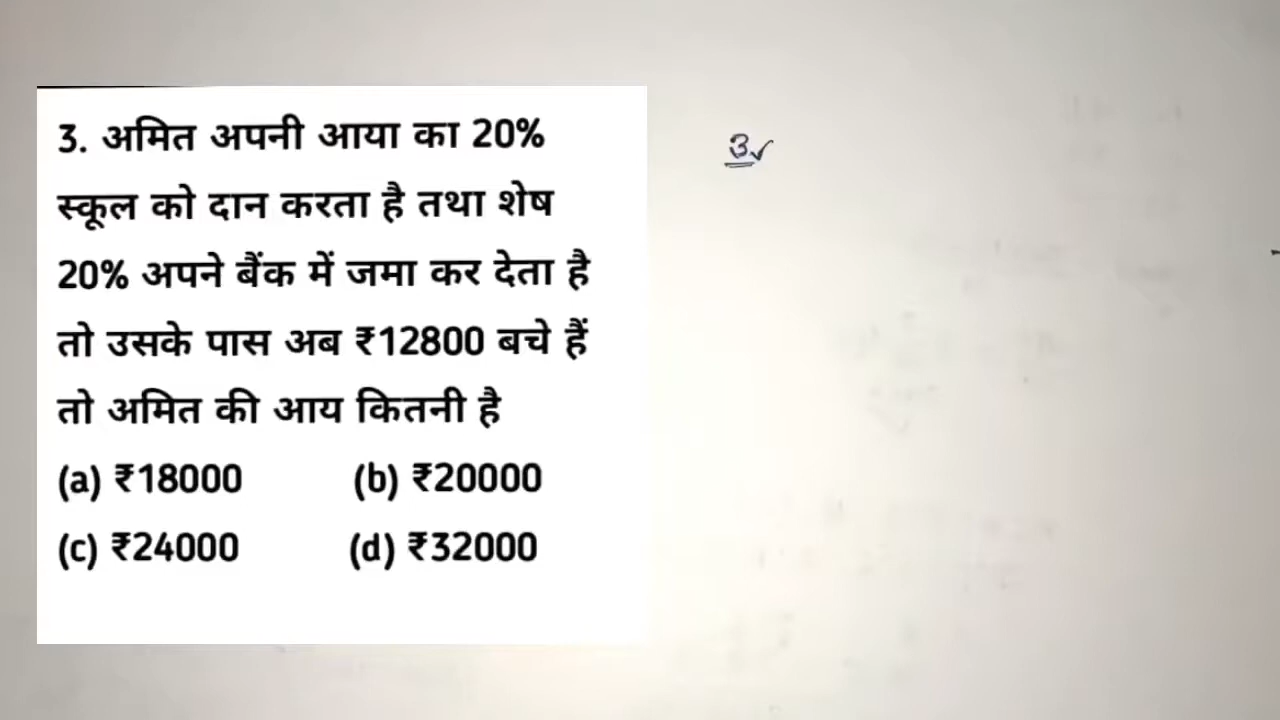 3. अमित अपनी आया का 20%
स्कूल को दान करता है तथा शेष
20% अपने बैंक में जमा कर देता है
तो उसके पास अब ₹12800 बचे हैं
तो अमित की आय कितनी है
(a) ₹18000 (b) ₹20000
(c) ₹24000 (d) ₹32000
3✓